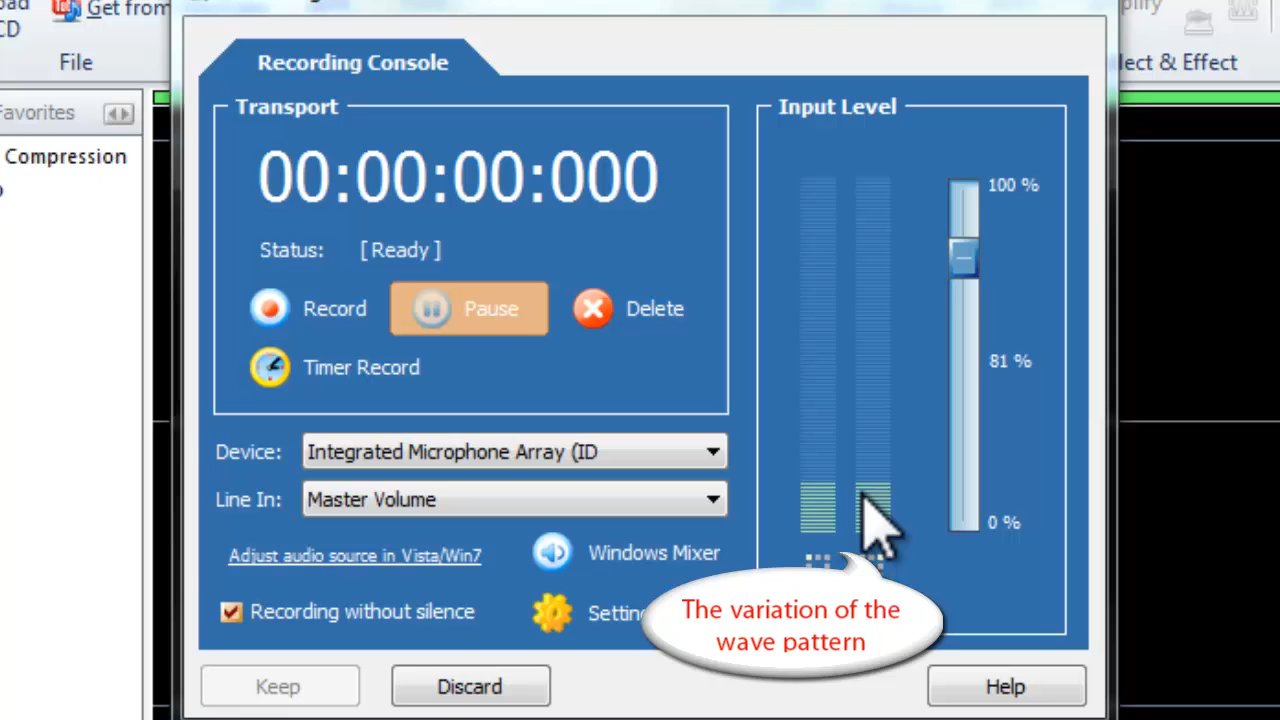 Get from
CD
File
lect & Effect
Favorites
Compression
Recording Console
Transport
Input Level
00:00:00:000
Status: [ Ready ]
Record
Pause
Delete
Timer Record
100 %
81 %
0 %
Device: Integrated Microphone Array (ID
Line In: Master Volume
Adjust audio source in Vista/Win7
Windows Mixer
Recording without silence
Settin
The variation of the
wave pattern
Keep
Discard
Help